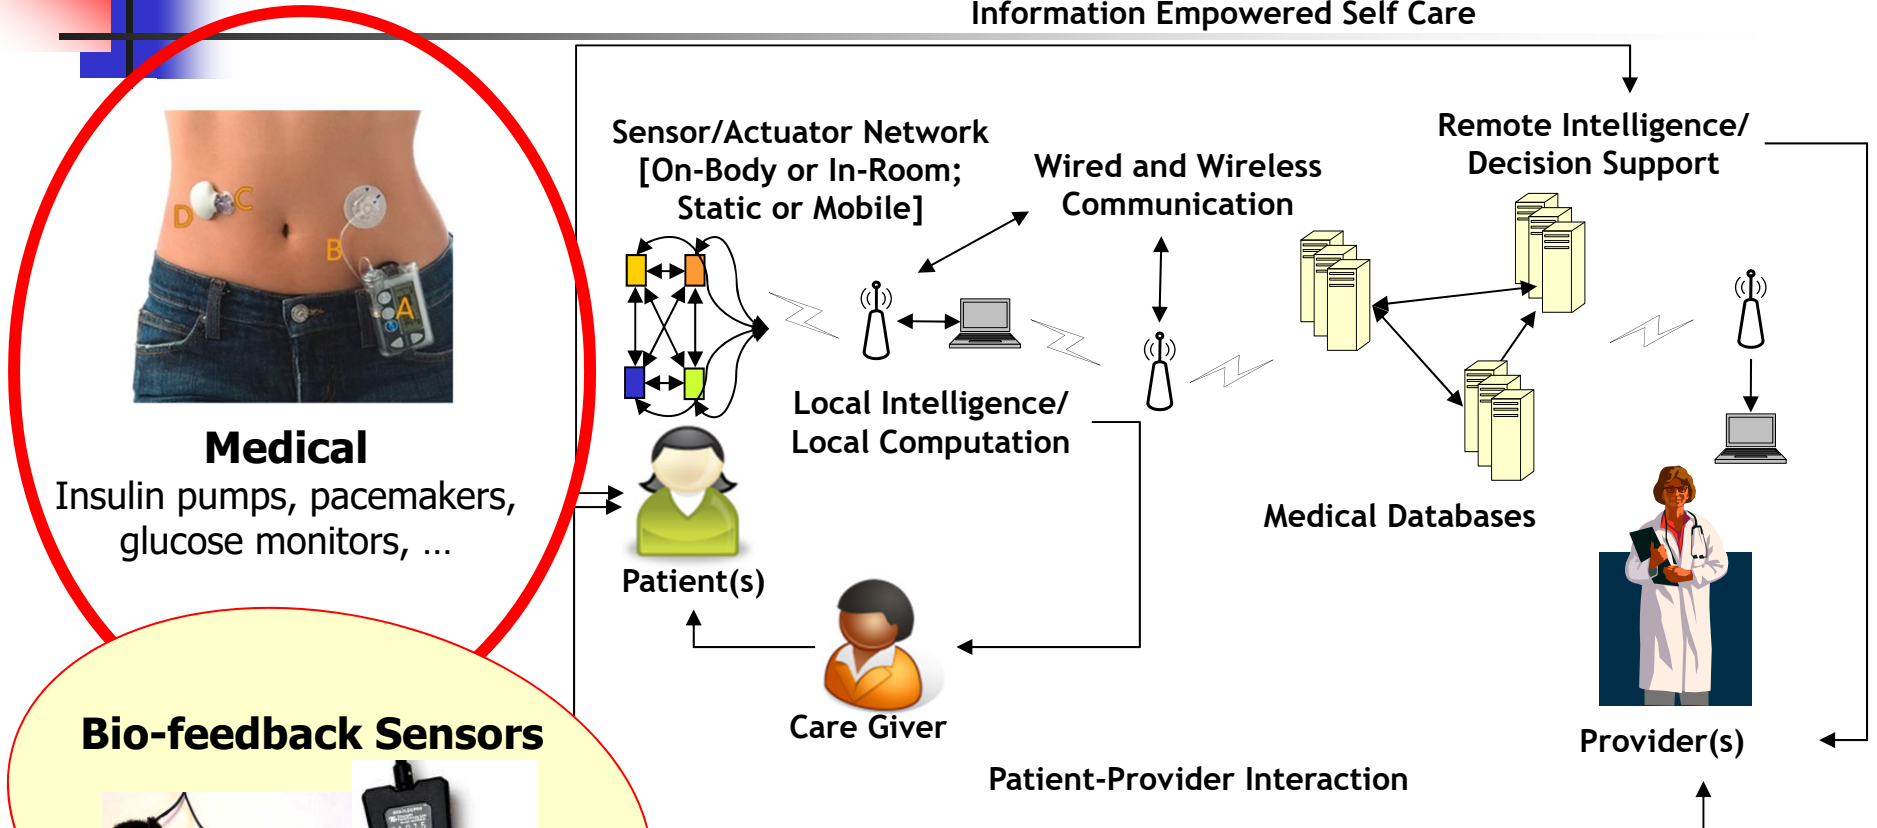 Information Empowered Self Care
Sensor/Actuator Network
[On-Body or In-Room;
Static or Mobile]
Wired and Wireless
Communication
Remote Intelligence/
Decision Support
D
C
B
A
Local Intelligence/
Local Computation
Medical
Insulin pumps, pacemakers,
glucose monitors, …
Medical Databases
Patient(s)
Care Giver
Bio-feedback Sensors
Provider(s)
Patient-Provider Interaction